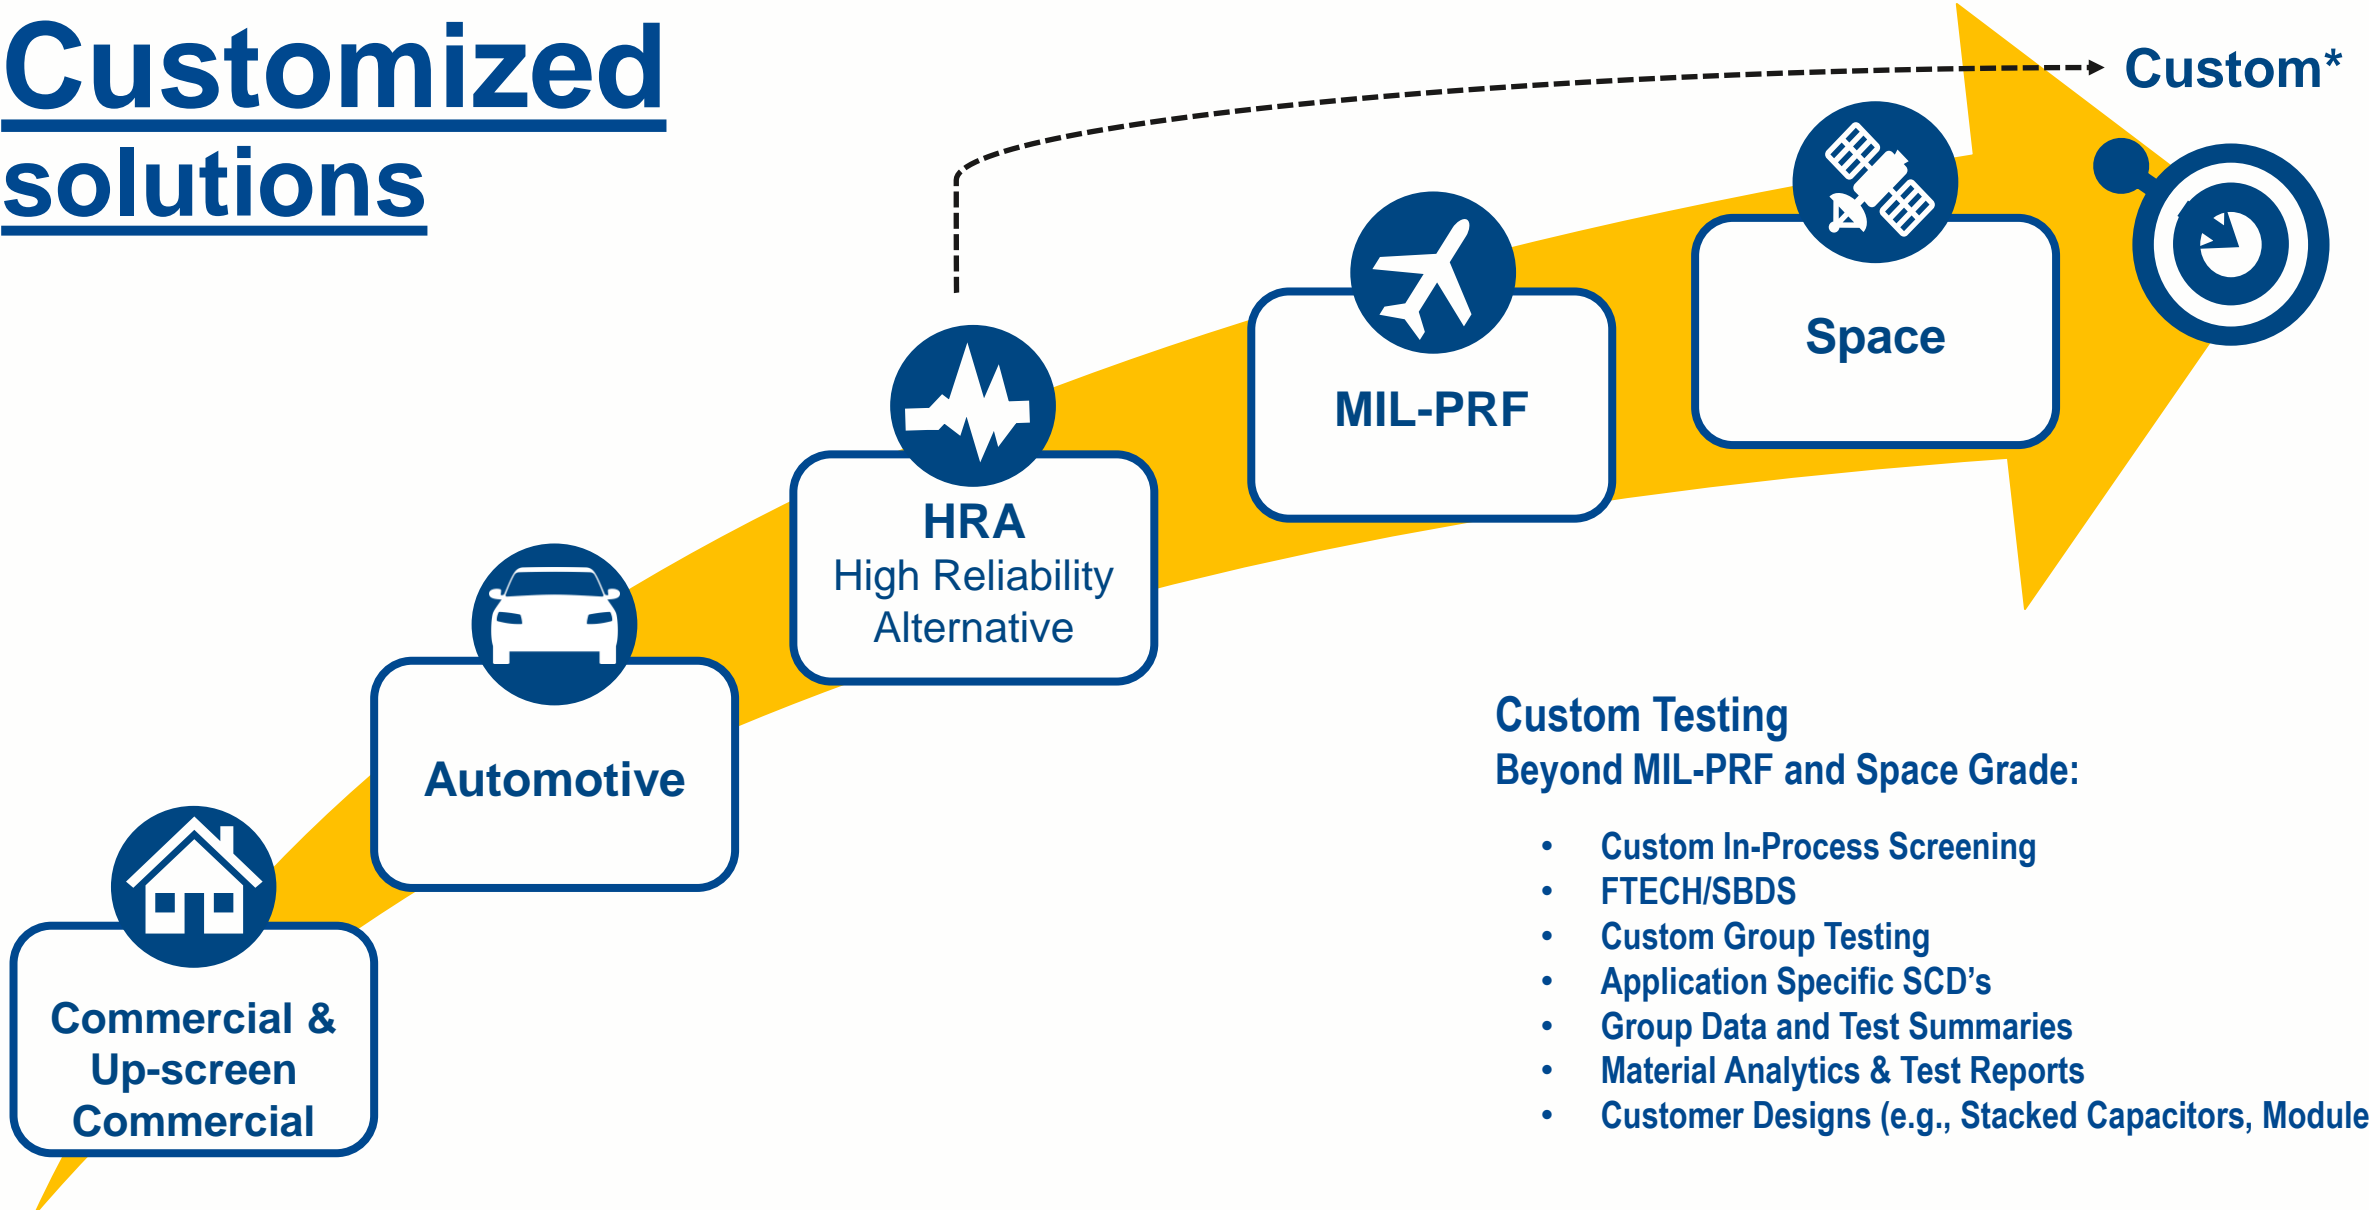 Customized
solutions
Custom*
Space
MIL-PRF
HRA
High Reliability
Alternative
Automotive
Commercial &
Up-screen
Commercial
Custom Testing
Beyond MIL-PRF and Space Grade:
• Custom In-Process Screening
• FTECH/SBDS
• Custom Group Testing
• Application Specific SCD's
• Group Data and Test Summaries
• Material Analytics & Test Reports
• Customer Designs (e.g., Stacked Capacitors, Module